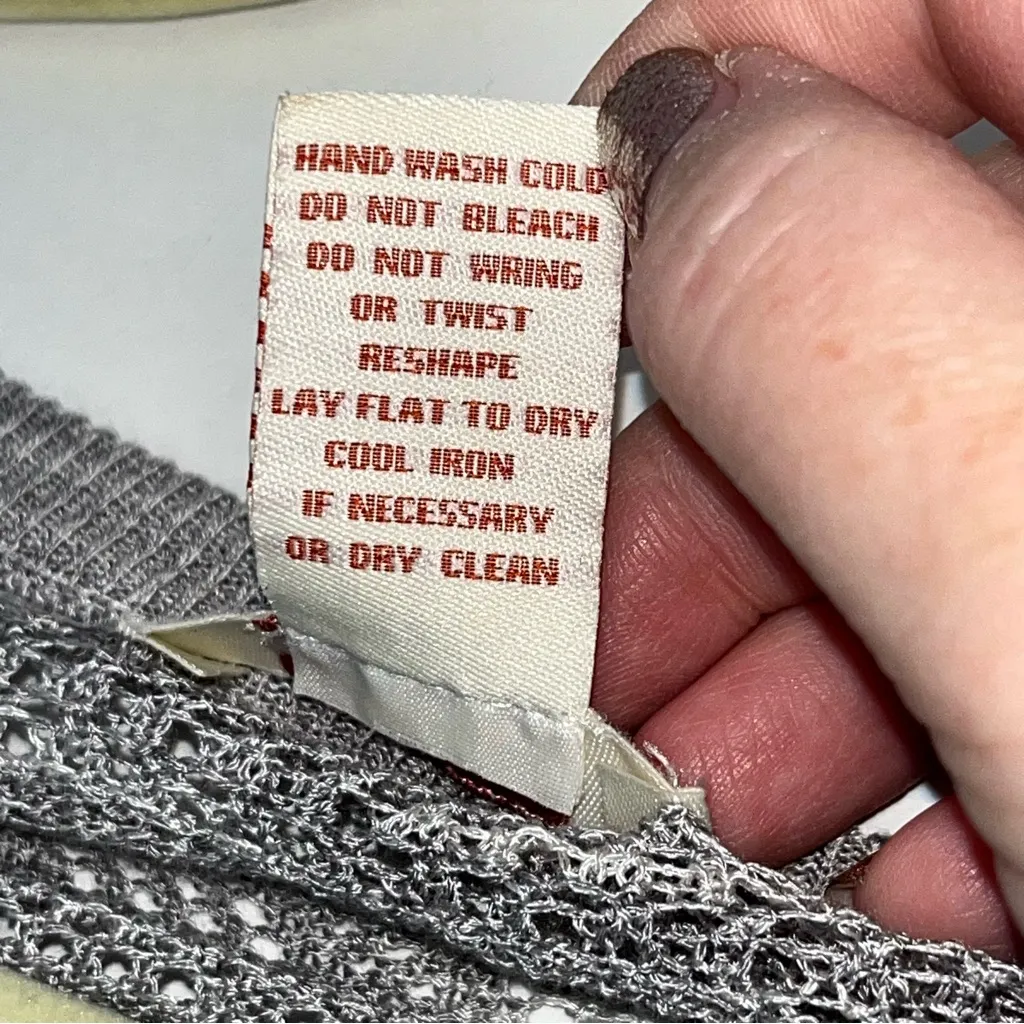 HAND WASH COLD
DO NOT BLEACH
DO NOT WRING
OR TWIST
RESHAPE
LAY FLAT TO DRY
COOL IRON
IF NECESSARY
OR DRY CLEAN